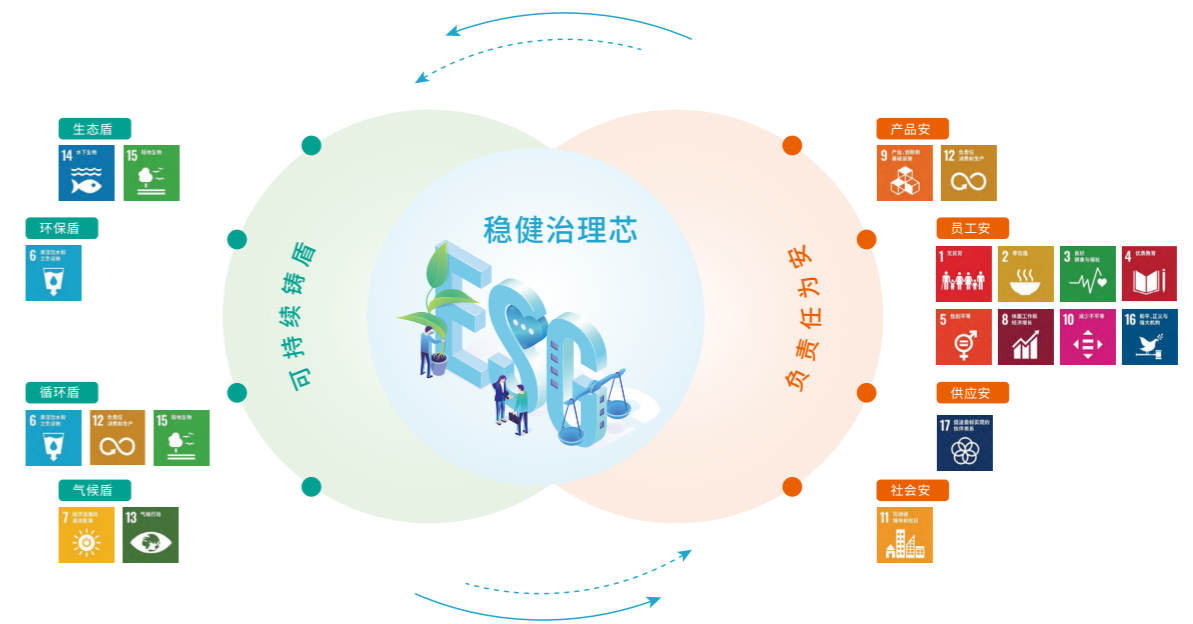 稳健治理芯
ESG
可持续铸盾
负责任为安
生态盾
14 水下生物
15 陆地生物
环保盾
6 清洁饮水和
卫生设施
循环盾
6 清洁饮水和
卫生设施
12 负责任
消费和生产
15 陆地生物
气候盾
7 经济适用的
清洁能源
13 气候行动
产品安
9 产业、创新和
基础设施
12 负责任
消费和生产
员工安
1 无贫穷
2 零饥饿
3 良好
健康与福祉
4 优质教育
5 性别平等
8 体面工作和
经济增长
10 减少不平等
16 和平、正义与
强大机构
供应安
17 促进目标实现的
伙伴关系
社会安
11 可持续
城市和社区